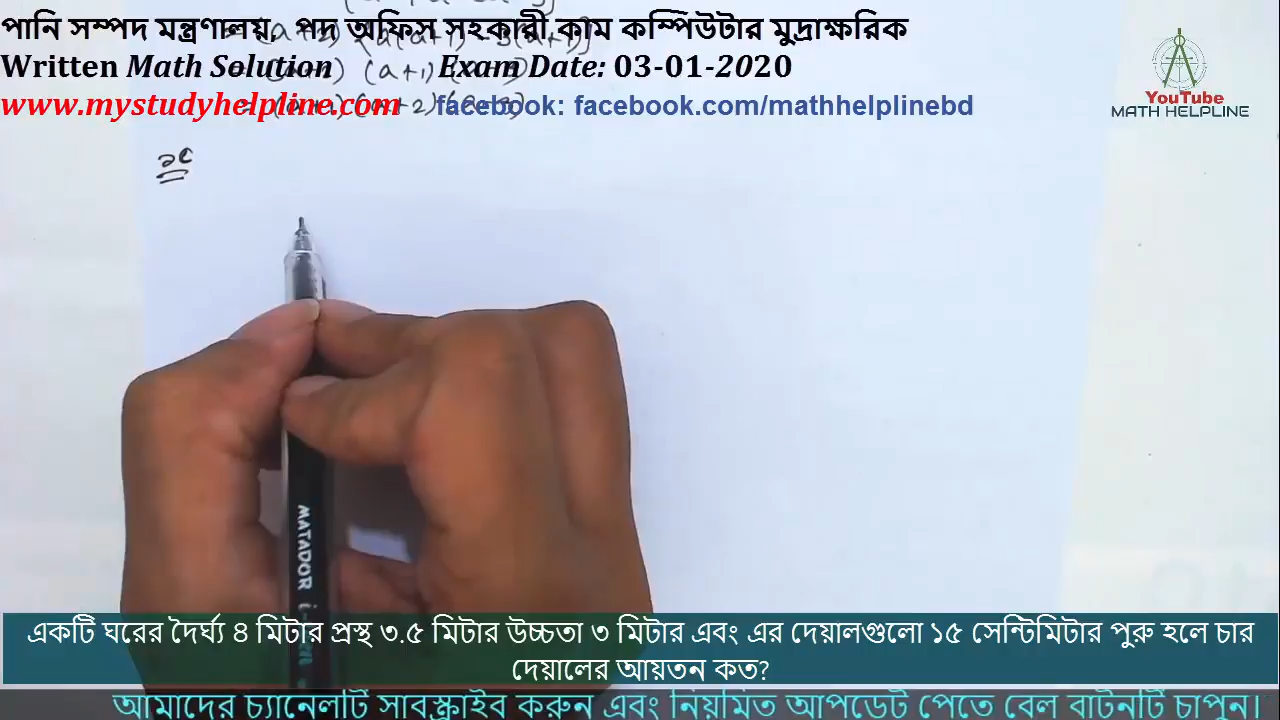 পানি সম্পদ মন্ত্রণালয়, পদ অফিস সহকারী কাম কম্পিউটার মুদ্রাক্ষরিক
Written Math Solution Exam Date: 03-01-2020
www.mystudyhelpline.com facebook: facebook.com/mathhelplinebd
YouTube
MATH HELPLINE
২c
MATADOR
একটি ঘরের দৈর্ঘ্য ৪ মিটার প্রস্থ ৩.৫ মিটার উচ্চতা ৩ মিটার এবং এর দেয়ালগুলো ১৫ সেন্টিমিটার পুরু হলে চার
দেয়ালের আয়তন কত?
আমাদের চ্যানেলটি সাবস্ক্রাইব করুন এবং নিয়মিত আপডেট পেতে বেল বাটনটি চাপুন।